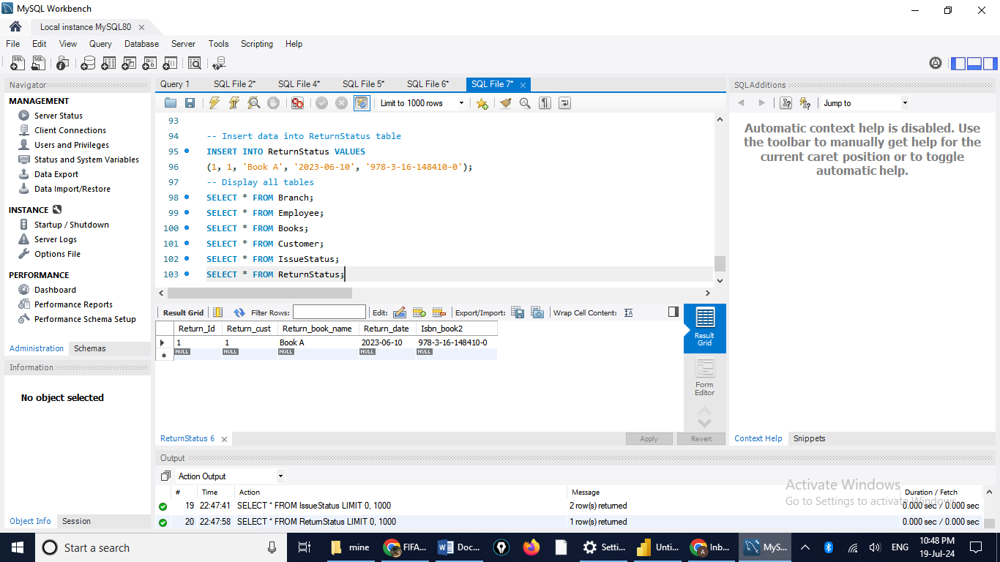 MySQL Workbench
Local instance MySQL80
File Edit View Query Database Server Tools Scripting Help
Navigator
MANAGEMENT
Server Status
Client Connections
Users and Privileges
Status and System Variables
Data Export
Data Import/Restore
INSTANCE
Startup / Shutdown
Server Logs
Options File
PERFORMANCE
Dashboard
Performance Reports
Performance Schema Setup
Administration Schemas
Information
No object selected
Object Info Session
Query 1 SQL File 2* SQL File 4* SQL File 5* SQL File 6* SQL File 7*
Limit to 1000 rows
93
94 -- Insert data into ReturnStatus table
95 INSERT INTO ReturnStatus VALUES
96 (1, 1, 'Book A', '2023-06-10', '978-3-16-148410-0');
97 -- Display all tables
98 SELECT * FROM Branch;
99 SELECT * FROM Employee;
100 SELECT * FROM Books;
101 SELECT * FROM Customer;
102 SELECT * FROM IssueStatus;
103 SELECT * FROM ReturnStatus;
Result Grid Filter Rows: Edit: Export/Import: Wrap Cell Content:
Return_Id Return_cust Return_book_name Return_date Isbn_book2
1 1 Book A 2023-06-10 978-3-16-148410-0
NULL NULL NULL NULL NULL
Result
Grid
Form
Editor
ReturnStatus 6
Apply Revert
SQL Additions
Jump to
Automatic context help is disabled. Use
the toolbar to manually get help for the
current caret position or to toggle
automatic help.
Context Help Snippets
Output
Action Output
# Time Action Message Duration / Fetch
19 22:47:41 SELECT * FROM IssueStatus LIMIT 0, 1000 2 row(s) returned 0.000 sec / 0.000 sec
20 22:47:58 SELECT * FROM ReturnStatus LIMIT 0, 1000 1 row(s) returned 0.000 sec / 0.000 sec
Activate Windows
Go to Settings to activate Windows.
Start a search
mine FIFA... Doc... Setti... Unti... Inb... MyS...
ENG
10:48 PM
19-Jul-24